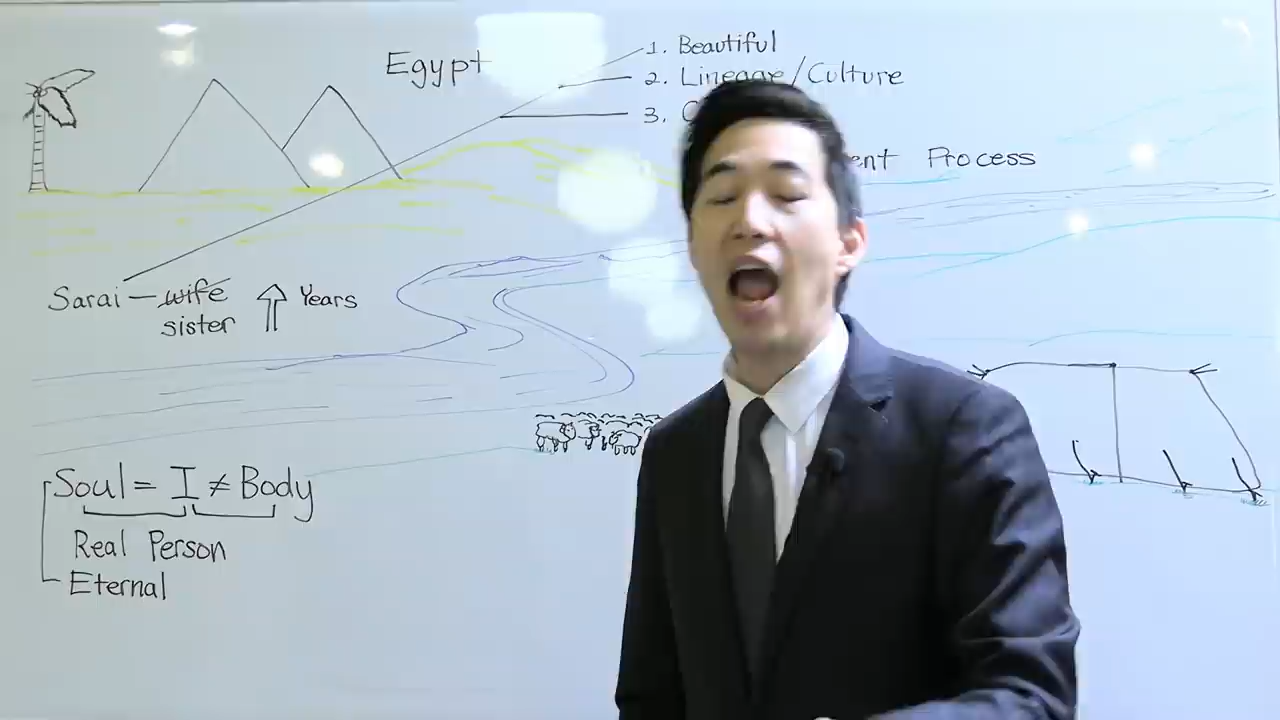 Egypt
1. Beautiful
2. Lineage/Culture
3.
Process
Sarai — wife
sister
Years
Soul = I ≠ Body
Real Person
Eternal